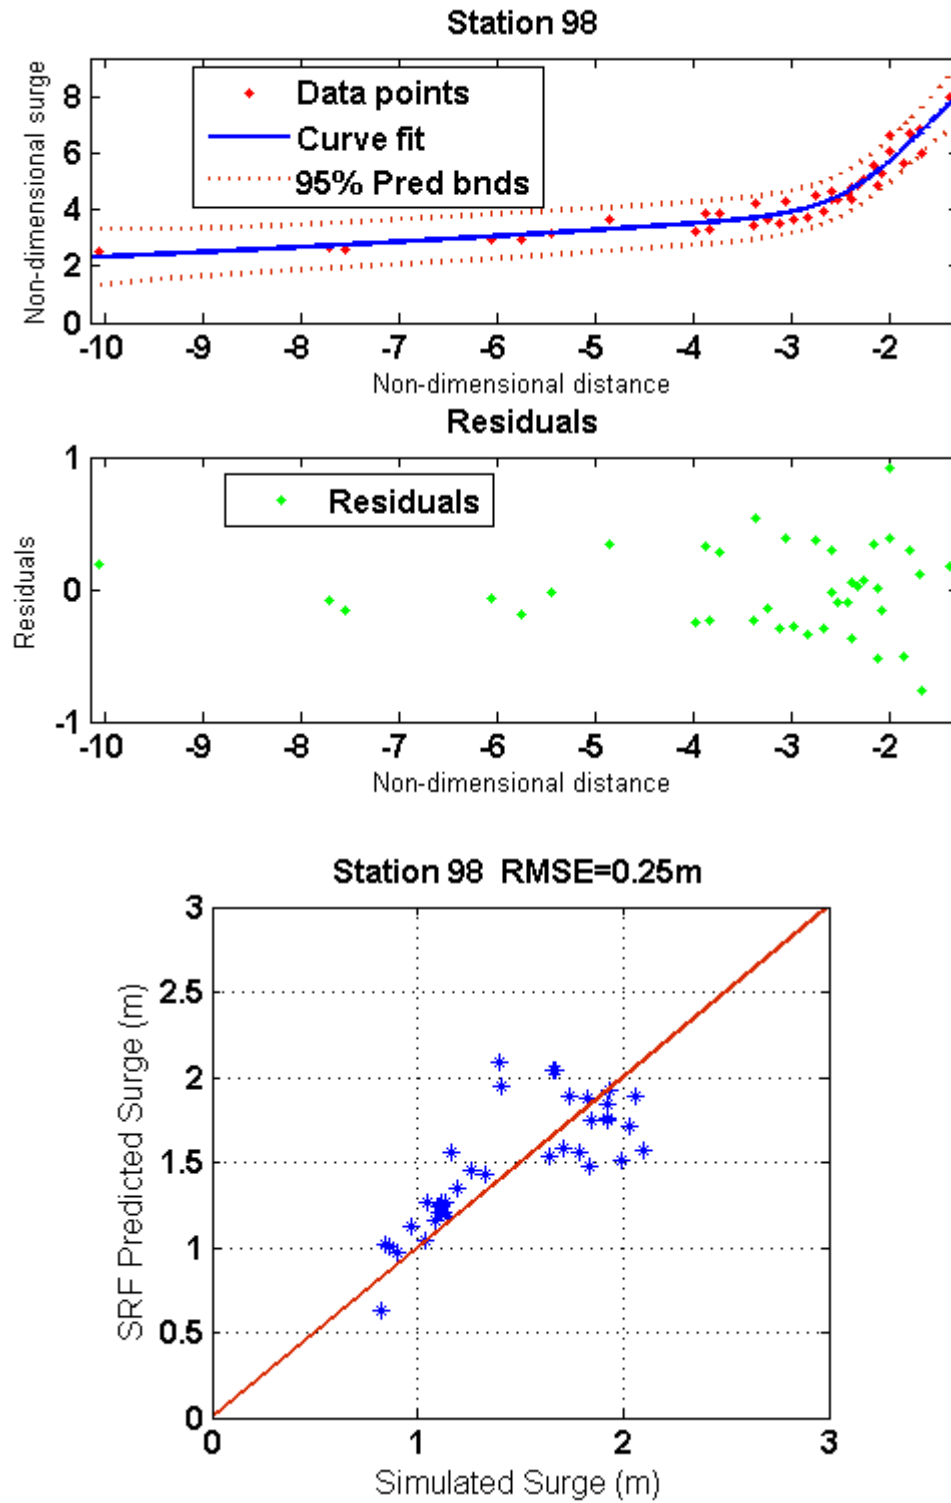 Station 98
Non-dimensional surge
8
6
4
2
0
Data points
Curve fit
95% Pred bnds
-10 -9 -8 -7 -6 -5 -4 -3 -2
Non-dimensional distance
Residuals
Residuals
1
0
-1
Residuals
-10 -9 -8 -7 -6 -5 -4 -3 -2
Non-dimensional distance
Station 98 RMSE=0.25m
SRF Predicted Surge (m)
3
2.5
2
1.5
1
0.5
0
0 1 2 3
Simulated Surge (m)